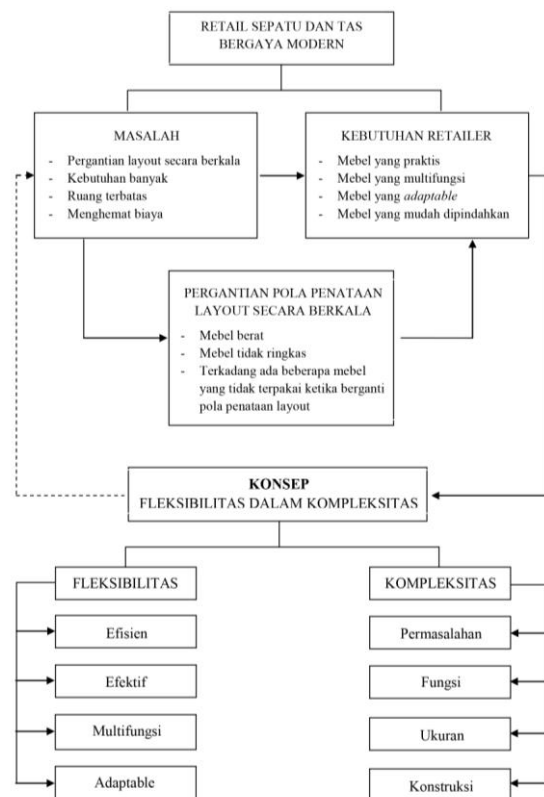 RETAIL SEPATU DAN TAS
BERGAYA MODERN
MASALAH
- Pergantian layout secara berkala
- Kebutuhan banyak
- Ruang terbatas
- Menghemat biaya
KEBUTUHAN RETAILER
- Mebel yang praktis
- Mebel yang multifungsi
- Mebel yang adaptable
- Mebel yang mudah dipindahkan
PERGANTIAN POLA PENATAAN
LAYOUT SECARA BERKALA
- Mebel berat
- Mebel tidak ringkas
- Terkadang ada beberapa mebel
yang tidak terpakai ketika berganti
pola penataan layout
KONSEP
FLEKSIBILITAS DALAM KOMPLEKSITAS
FLEKSIBILITAS
Efisien
Efektif
Multifungsi
Adaptable
KOMPLEKSITAS
Permasalahan
Fungsi
Ukuran
Konstruksi